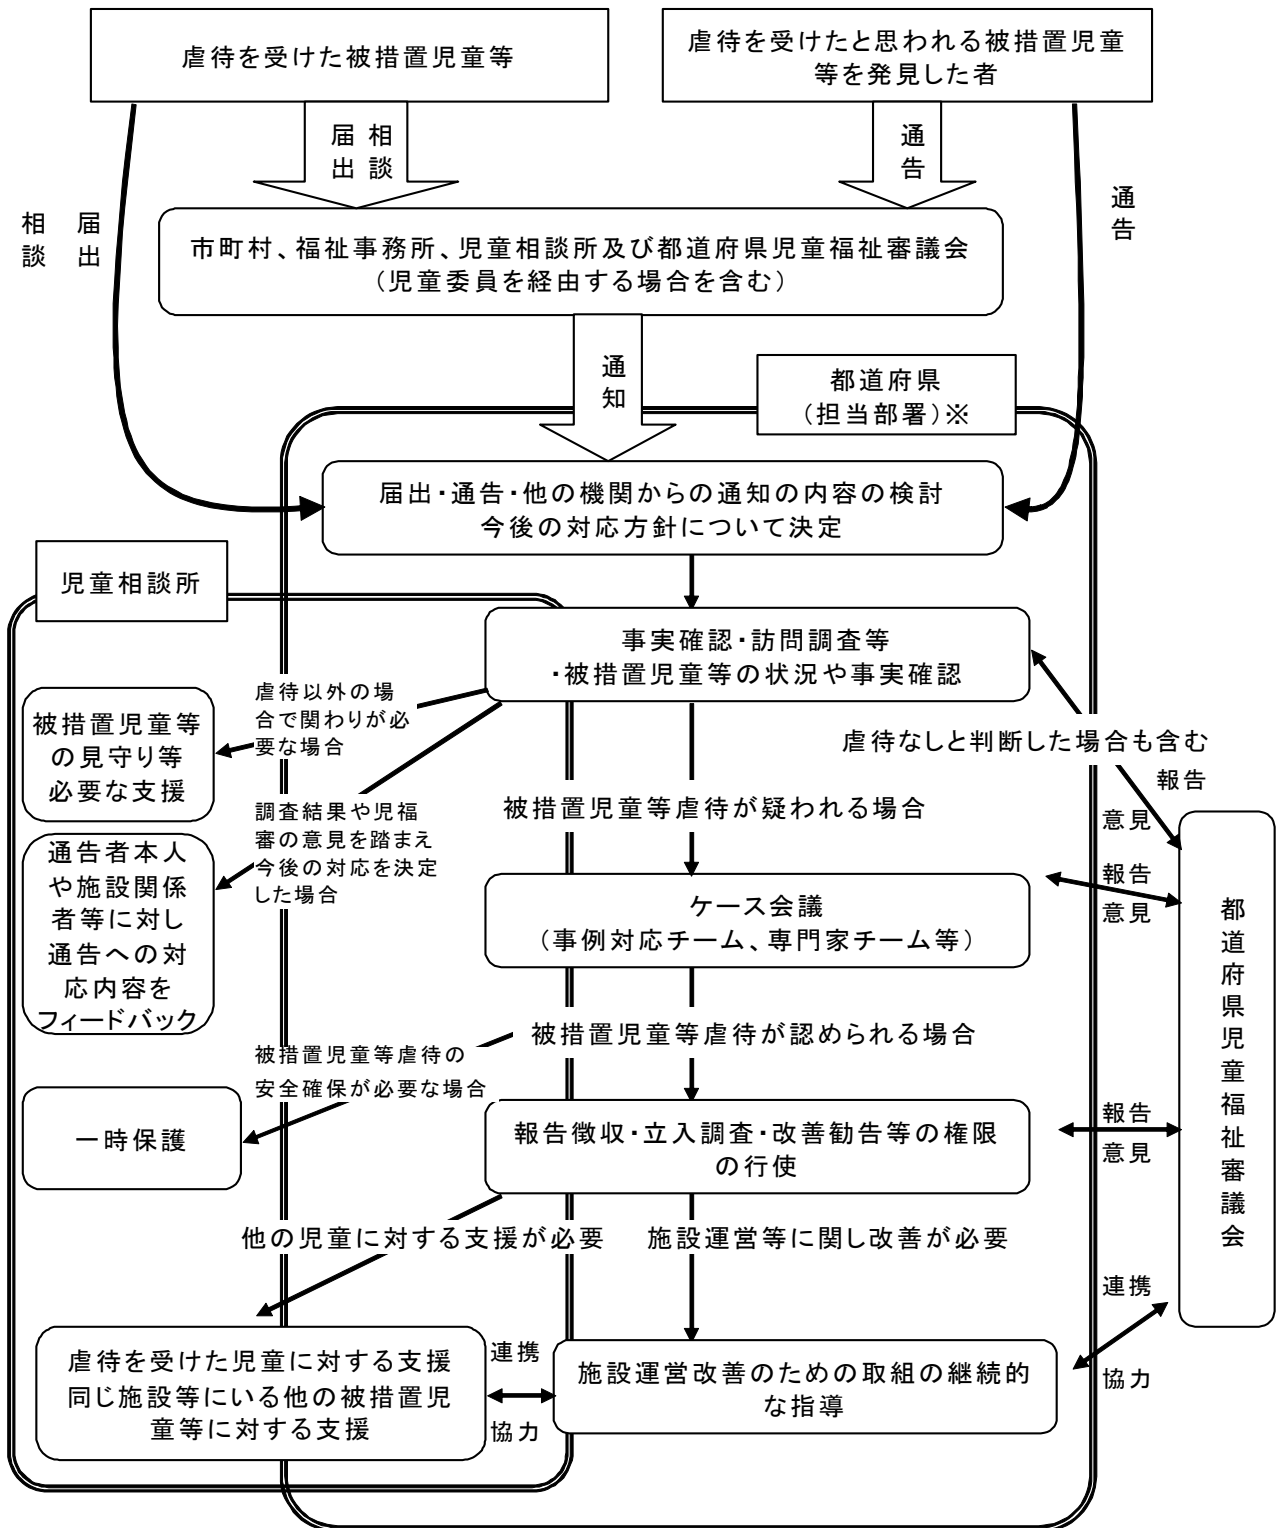 虐待を受けた被措置児童等
虐待を受けたと思われる被措置児童
等を発見した者
届出
相談
通告
相談
届出
通告
市町村、福祉事務所、児童相談所及び都道府県児童福祉審議会
（児童委員を経由する場合を含む）
通知
都道府県
（担当部署）※
届出・通告・他の機関からの通知の内容の検討
今後の対応方針について決定
児童相談所
事実確認・訪問調査等
・被措置児童等の状況や事実確認
虐待以外の場
合で関わりが必
要な場合
被措置児童等
の見守り等
必要な支援
虐待なしと判断した場合も含む
報告
意見
被措置児童等虐待が疑われる場合
調査結果や児福
審の意見を踏まえ
今後の対応を決定
した場合
通告者本人
や施設関係
者等に対し
通告への対
応内容を
フィードバック
ケース会議
（事例対応チーム、専門家チーム等）
報告
意見
都道府県児童福祉審議会
被措置児童等虐待が認められる場合
被措置児童等虐待の
安全確保が必要な場合
一時保護
報告徴収・立入調査・改善勧告等の権限
の行使
報告
意見
他の児童に対する支援が必要
施設運営等に関し改善が必要
連携
協力
虐待を受けた児童に対する支援
同じ施設等にいる他の被措置児
童等に対する支援
連携
協力
施設運営改善のための取組の継続的
な指導